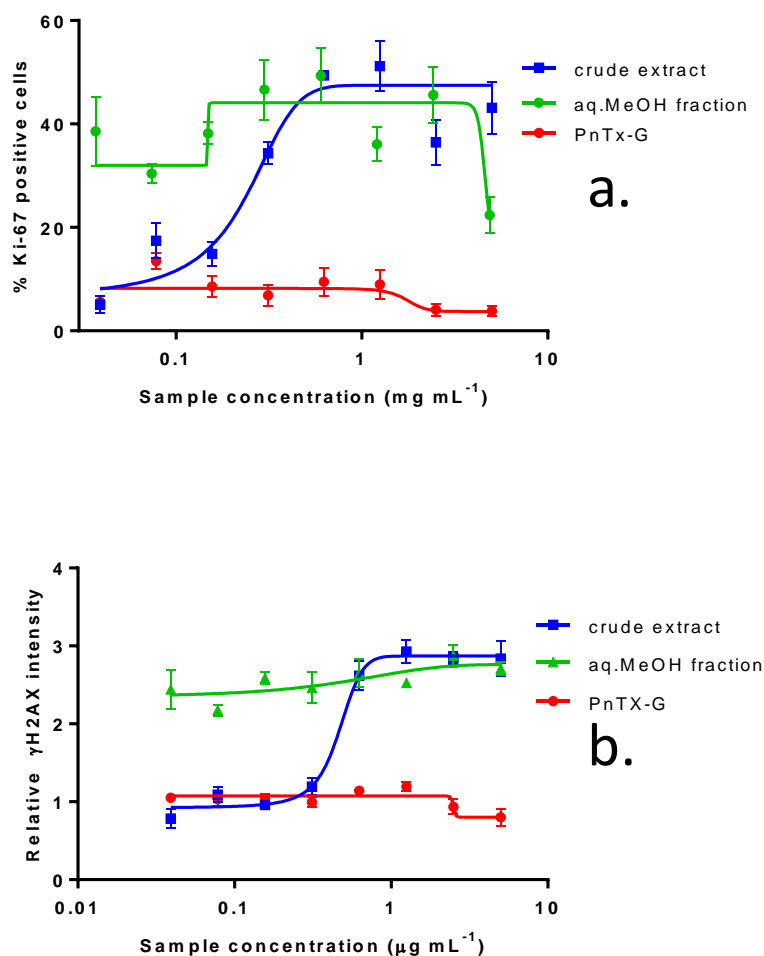 60
40
20
0
% Ki-67 positive cells
0.1
1
10
Sample concentration (mg mL-1)
crude extract
aq.MeOH fraction
PnTx-G
a.
4
3
2
1
0
Relative γH2AX intensity
0.01
0.1
1
10
Sample concentration (μg mL-1)
crude extract
aq.MeOH fraction
PnTX-G
b.